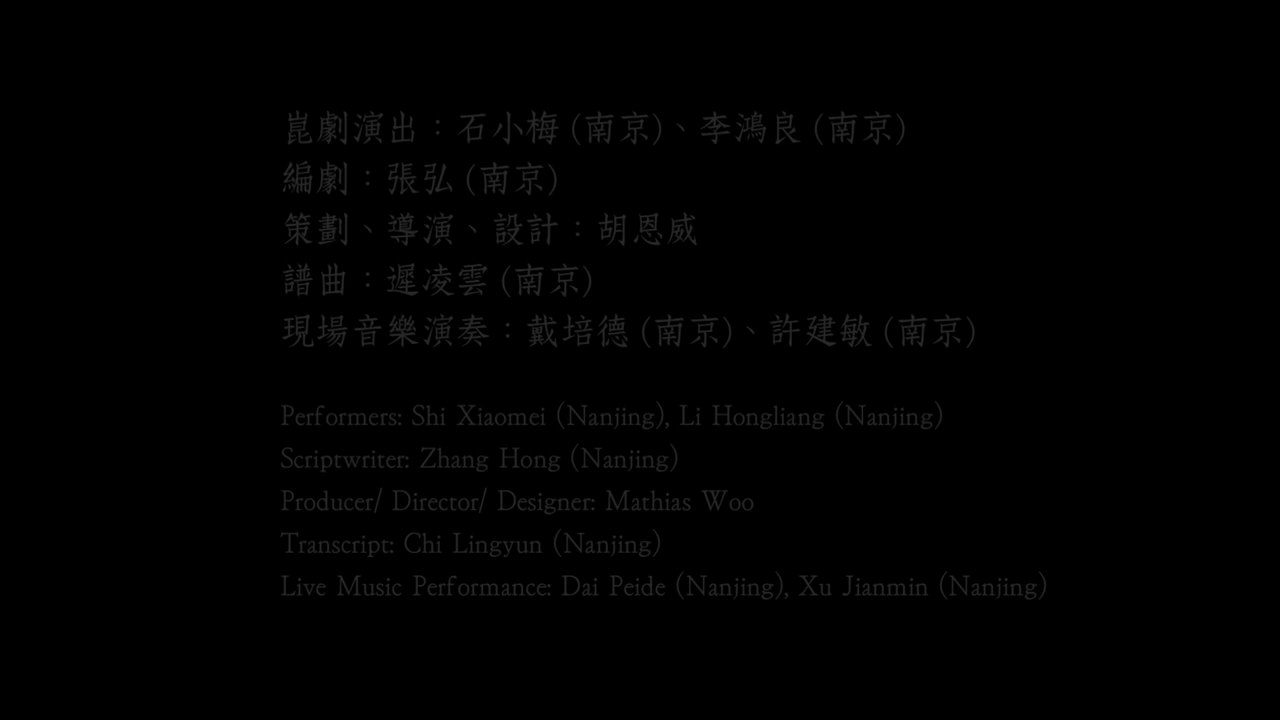 崑劇演出：石小梅 (南京)、李鴻良 (南京)
編劇：張弘 (南京)
策劃、導演、設計：胡恩威
譜曲：遲凌雲 (南京)
現場音樂演奏：戴培德 (南京)、許建敏 (南京)
Performers: Shi Xiaomei (Nanjing), Li Hongliang (Nanjing)
Scriptwriter: Zhang Hong (Nanjing)
Producer/ Director/ Designer: Mathias Woo
Transcript: Chi Lingyun (Nanjing)
Live Music Performance: Dai Peide (Nanjing), Xu Jianmin (Nanjing)